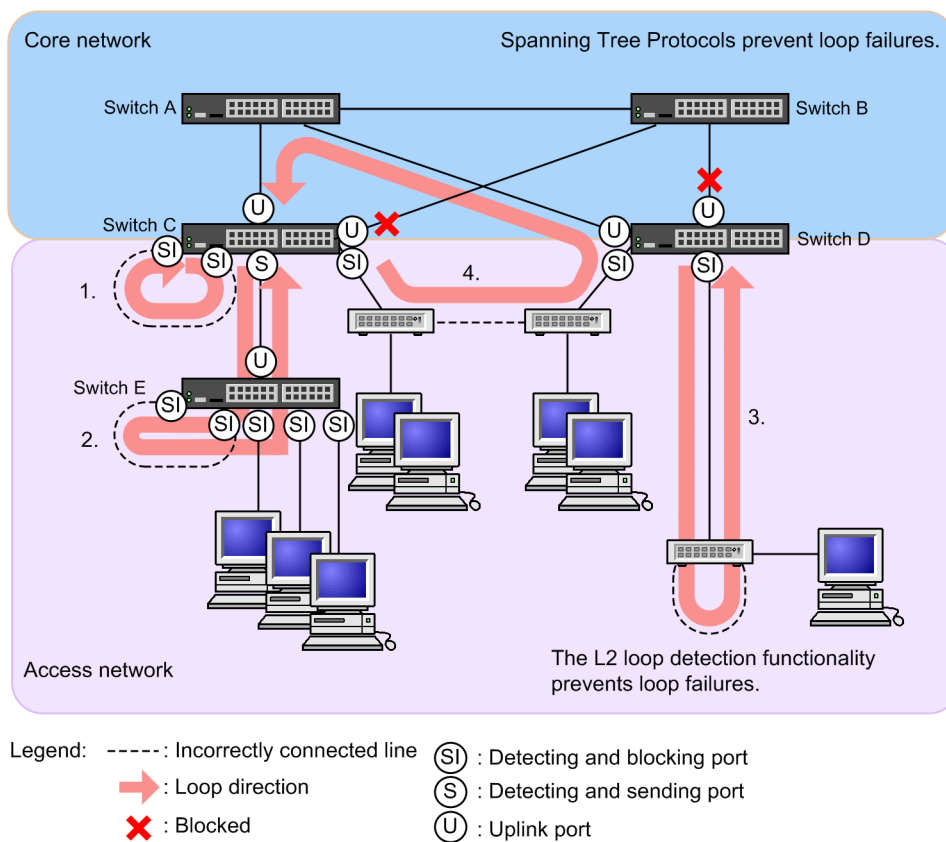 Core network
Spanning Tree Protocols prevent loop failures.
Switch A
Switch B
U
U
Switch C
U
U
Switch D
SI
SI
S
SI
SI
SI
1.
4.
U
Switch E
SI
SI
SI
SI
SI
2.
3.
Access network
The L2 loop detection functionality
prevents loop failures.
Legend:
: Incorrectly connected line
SI : Detecting and blocking port
: Loop direction
S : Detecting and sending port
: Blocked
U : Uplink port